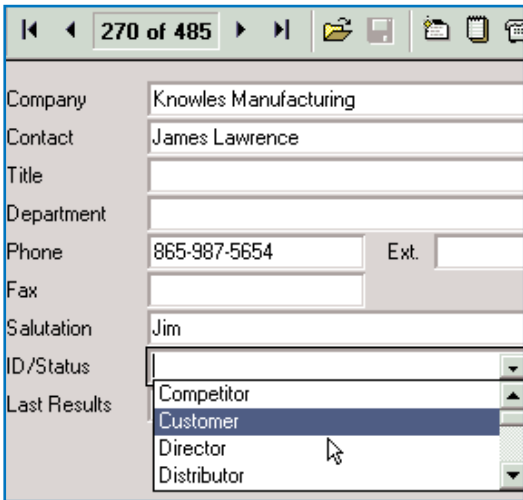 270 of 485
Company Knowles Manufacturing
Contact James Lawrence
Title
Department
Phone 865-987-5654 Ext.
Fax
Salutation Jim
ID/Status
Last Results
Competitor
Customer
Director
Distributor